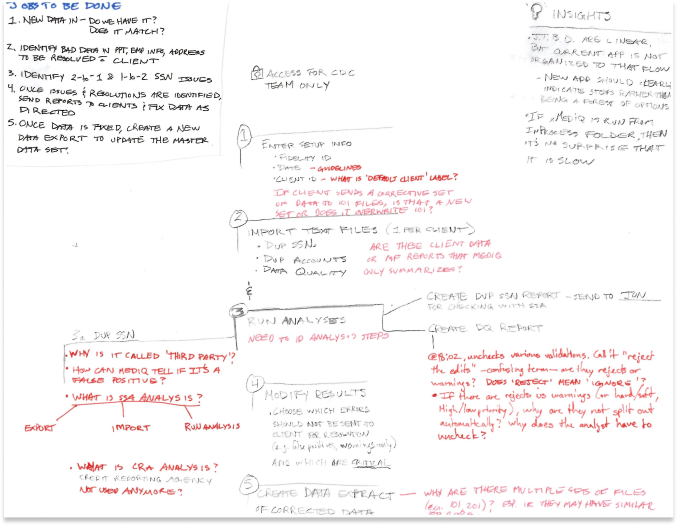 JOBS TO BE DONE
1. NEW DATA IN - DO WE HAVE IT?
DOES IT MATCH?
2. IDENTIFY BAD DATA IN PPT, EMP INFO, ADDRESS
TO BE RESOLVED = CLIENT
3. IDENTIFY 2-6-1 & 1-6-2 SSN ISSUES
4. ONCE ISSUES & RESOLUTIONS ARE IDENTIFIED,
SEND REPORTS TO CLIENTS & FIX DATA AS
DIRECTED
5. ONCE DATA IS FIXED, CREATE A NEW
DATA EXPORT TO UPDATE THE MASTER
DATA SET.
INSIGHTS
• J.T.B.D. ARE LINEAR,
BUT CURRENT APP IS NOT
ORGANIZED TO THAT FLOW
- NEW APP SHOULD CLEARLY
INDICATE STEPS RATHER THAN
BEING A FOREST OF OPTIONS
• IF MEDIQ IS RUN FROM
INPROCESS FOLDER, THEN
IT'S NO SURPRISE THAT
IT IS SLOW
ACCESS FOR CDC
TEAM ONLY
1
ENTER SETUP INFO
• FIDELITY ID
• DATE - GUIDELINES
• CLIENT ID - WHAT IS 'DEFAULT CLIENT' LABEL?
IF CLIENT SENDS A CORRECTIVE SET
OF DATA TO 101 FILES, IS THAT A NEW
SET OR DOES IT OVERWRITE 101?
2
IMPORT TEXT FILES (1 PER CLIENT)
• DUP SSN
• DUP ACCOUNTS
• DATA QUALITY
ARE THESE CLIENT DATA
OR MF REPORTS THAT MEDIQ
ONLY SUMMARIZES?
&
3
RUN ANALYSES
NEED TO ID ANALYSIS STEPS
CREATE DUP SSN REPORT - SEND TO JON
FOR CHECKING WITH SSA
CREATE DQ REPORT
@18:02, unchecks various validations. Call it "reject
the edits" - confusing term - are they rejects or
warnings? DOES 'REJECT' MEAN 'IGNORE'?
• If there are rejects vs warnings (or hard/soft,
High/low priority), why are they not split out
automatically? why does the analyst have to
uncheck?
3a DUP SSN
• WHY IS IT CALLED 'THIRD PARTY'?
• HOW CAN MEDIQ TELL IF IT'S A
FALSE POSITIVE?
• WHAT IS SSA ANALYSIS?
EXPORT IMPORT RUN ANALYSIS
• WHAT IS CRA ANALYSIS?
CREDIT REPORTING AGENCY
NOT USED ANYMORE?
4
MODIFY RESULTS
• CHOOSE WHICH ERRORS
SHOULD NOT BE SENT TO
CLIENT FOR RESOLUTION
(e.g. false positives, warnings only)
AND WHICH ARE CRITICAL
5
CREATE DATA EXTRACT
OF CORRECTED DATA
WHY ARE THERE MULTIPLE SETS OF FILES
(e.g. 101, 201)? ESP IF THEY MAY HAVE SIMILAR